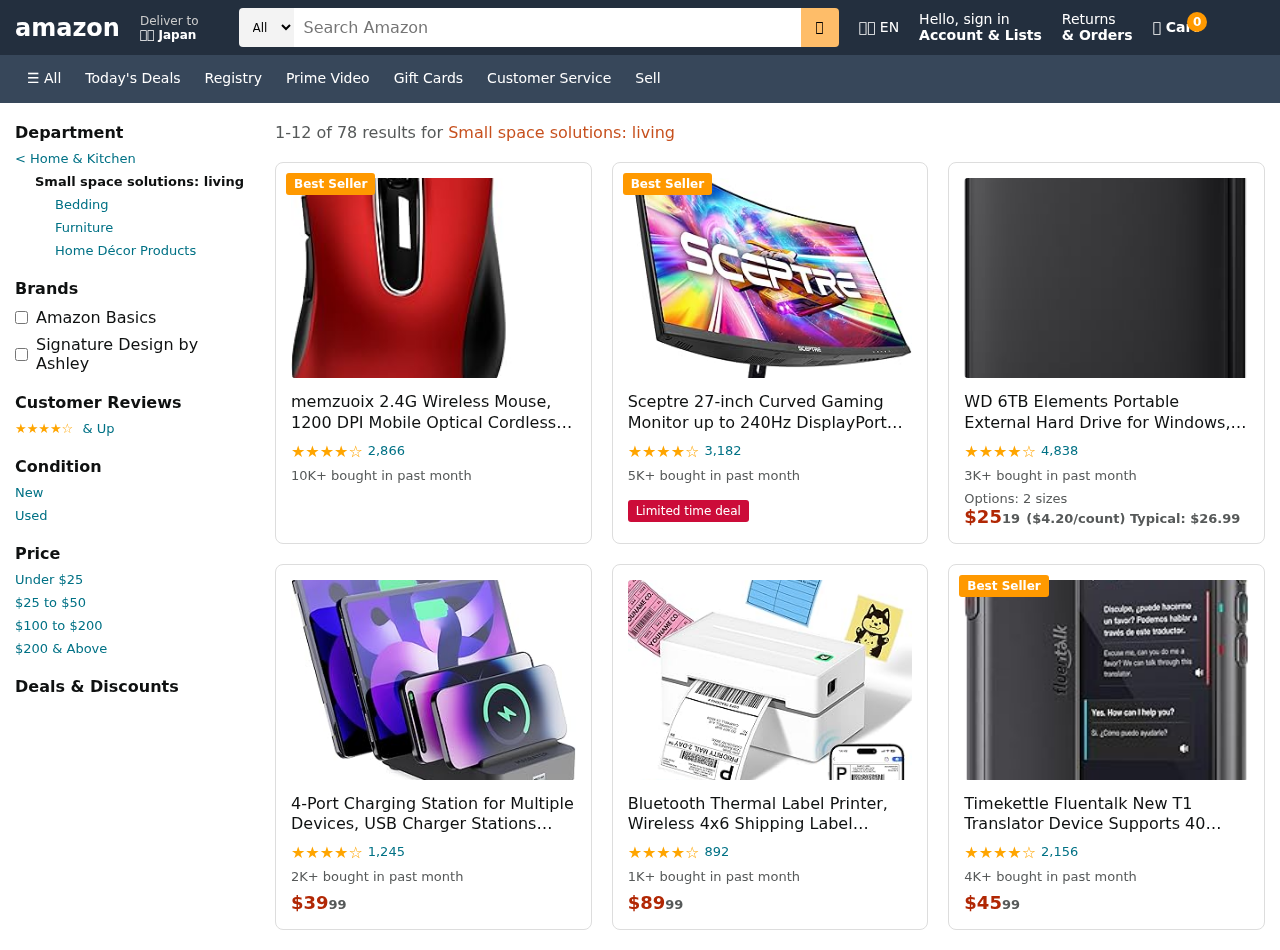 amazon
Deliver to
Japan
All
Search Amazon
EN
Hello, sign in
Account & Lists
Returns
& Orders
0
☰ All
Today's Deals
Registry
Prime Video
Gift Cards
Customer Service
Sell
Department
< Home & Kitchen
Small space solutions: living
Bedding
Furniture
Home Décor Products
Brands
Amazon Basics
Signature Design by
Ashley
Customer Reviews
★★★★☆ & Up
Condition
New
Used
Price
Under $25
$25 to $50
$100 to $200
$200 & Above
Deals & Discounts
1-12 of 78 results for Small space solutions: living
Best Seller
memzuoix 2.4G Wireless Mouse,
1200 DPI Mobile Optical Cordless...
★★★★☆ 2,866
10K+ bought in past month
Best Seller
SCEPTRE
SCEPTRE
Sceptre 27-inch Curved Gaming
Monitor up to 240Hz DisplayPort...
★★★★☆ 3,182
5K+ bought in past month
Limited time deal
WD 6TB Elements Portable
External Hard Drive for Windows,...
★★★★☆ 4,838
3K+ bought in past month
Options: 2 sizes
$25 19 ($4.20/count) Typical: $26.99
4-Port Charging Station for Multiple
Devices, USB Charger Stations...
★★★★☆ 1,245
2K+ bought in past month
$39 99
YOUNAME CO.
PRIORITY MAIL 2-DAY
P
P
Bluetooth Thermal Label Printer,
Wireless 4x6 Shipping Label...
★★★★☆ 892
1K+ bought in past month
$89 99
Best Seller
fluentalk
Disculpe, ¿puede hacerme
un favor? Podemos hablar a
través de este traductor.
Excuse me, can you do me a
favor? We can talk through this
translator.
Yes. How can I help you?
Sí. ¿Cómo puedo ayudarle?
Timekettle Fluentalk New T1
Translator Device Supports 40...
★★★★☆ 2,156
4K+ bought in past month
$45 99